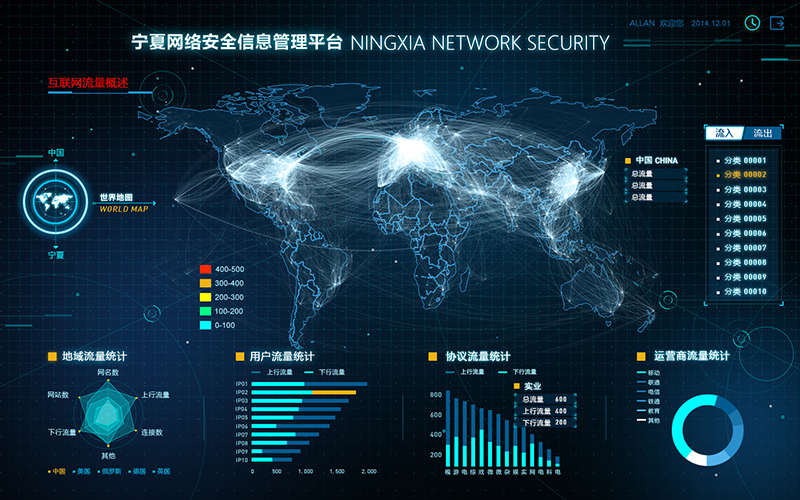 ALLAN 欢迎您 2014.12.01
宁夏网络安全信息管理平台 NINGXIA NETWORK SECURITY
互联网流量概述
流入 流出
中国
世界地图
WORLD MAP
宁夏
中国 CHINA
总流量
总流量
总流量
分类 00001
分类 00002
分类 00003
分类 00004
分类 00005
分类 00006
分类 00007
分类 00008
分类 00009
分类 00010
400-500
300-400
200-300
100-200
0-100
地域流量统计
网名数
网站数
上行流量
下行流量
连接数
其他
中国 美国 俄罗斯 德国 英国
用户流量统计
上行流量 下行流量
IP01
IP02
IP03
IP04
IP05
IP06
IP07
IP08
IP09
IP10
0 500 1.000 1.500 2.000
协议流量统计
上行流量 下行流量
实业
总流量 600
上行流量 400
下行流量 200
800
600
400
200
视 游 电 综 戏 微 微 杂 娱 实 网 电 科 电
运营商流量统计
移动
联通
电信
铁通
教育
其他